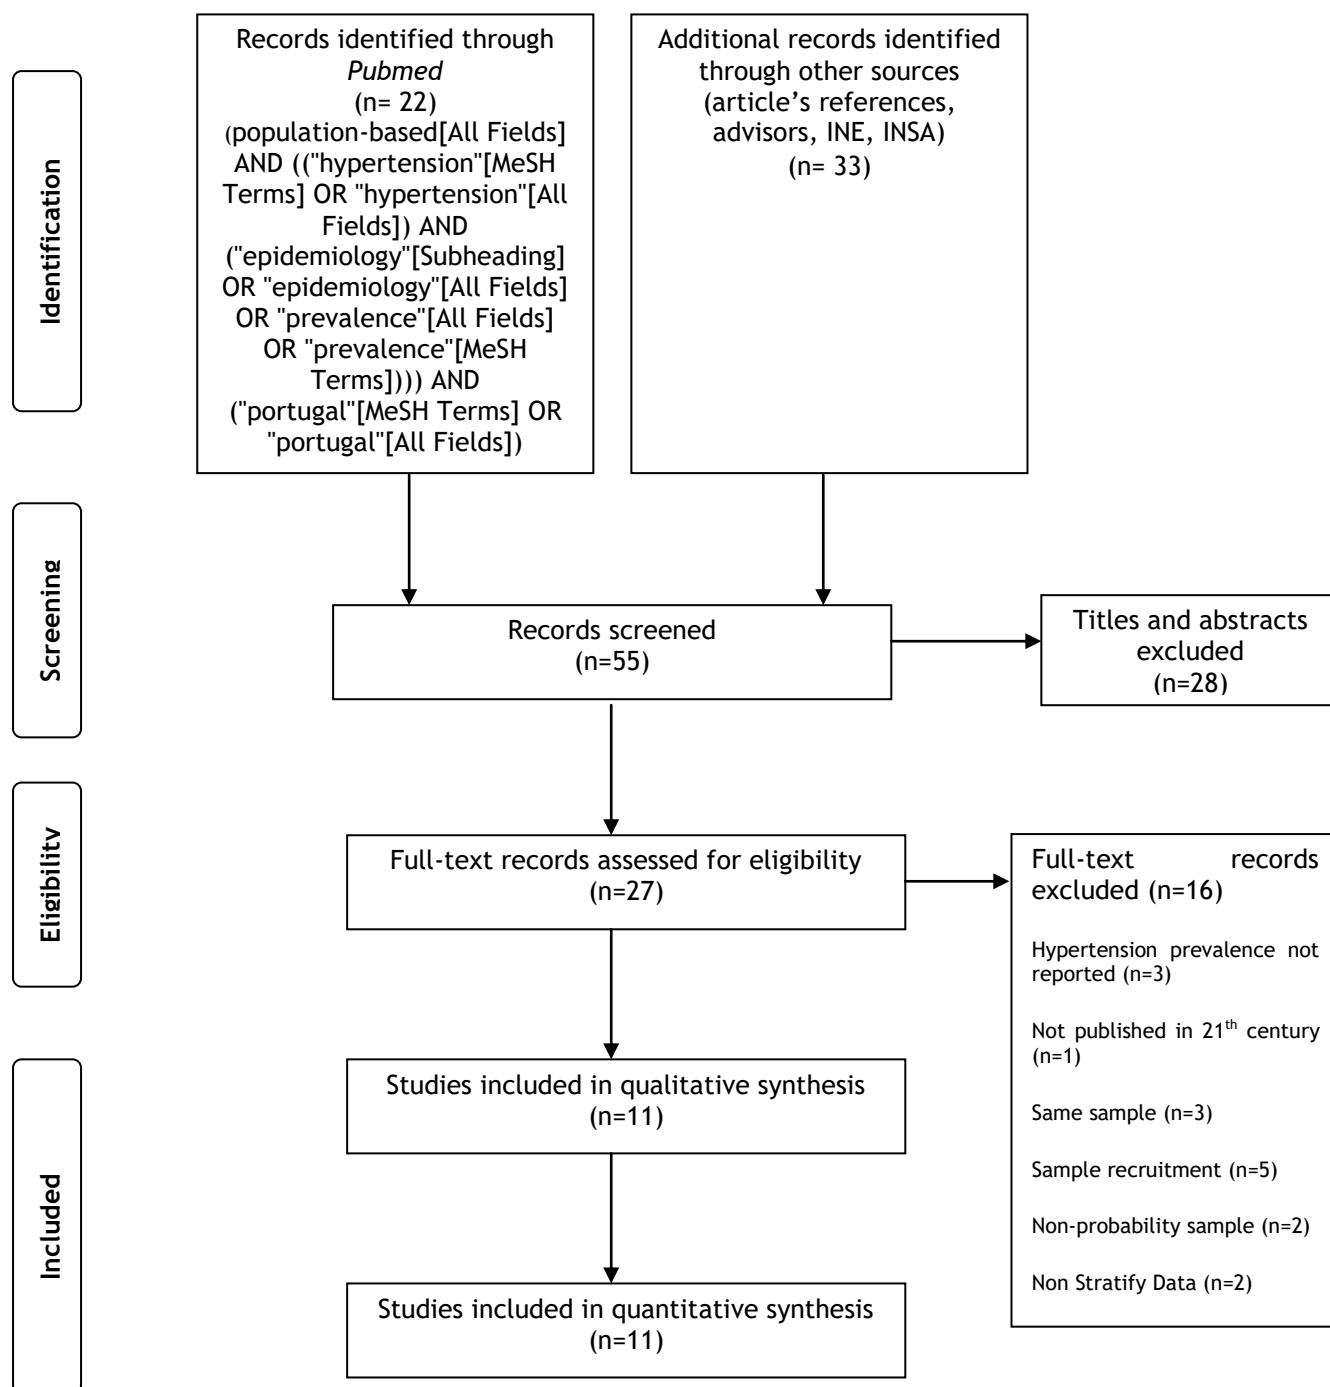 Identification
Records identified through
Pubmed
(n= 22)
(population-based[All Fields]
AND (("hypertension"[MeSH
Terms] OR "hypertension"[All
Fields]) AND
("epidemiology"[Subheading]
OR "epidemiology"[All Fields]
OR "prevalence"[All Fields]
OR "prevalence"[MeSH
Terms]))) AND
("portugal"[MeSH Terms] OR
"portugal"[All Fields])
Additional records identified
through other sources
(article’s references,
advisors, INE, INSA)
(n= 33)
Screening
Records screened
(n=55)
Titles and abstracts
excluded
(n=28)
Eligibility
Full-text records assessed for eligibility
(n=27)
Full-text records
excluded (n=16)
Hypertension prevalence not
reported (n=3)
Not published in 21th century
(n=1)
Same sample (n=3)
Sample recruitment (n=5)
Non-probability sample (n=2)
Non Stratify Data (n=2)
Included
Studies included in qualitative synthesis
(n=11)
Studies included in quantitative synthesis
(n=11)